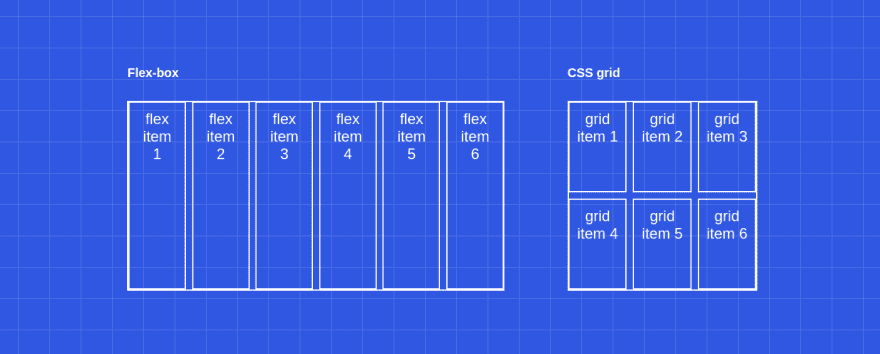 Flex-box
flex
item
1
flex
item
2
flex
item
3
flex
item
4
flex
item
5
flex
item
6
CSS grid
grid
item 1
grid
item 2
grid
item 3
grid
item 4
grid
item 5
grid
item 6